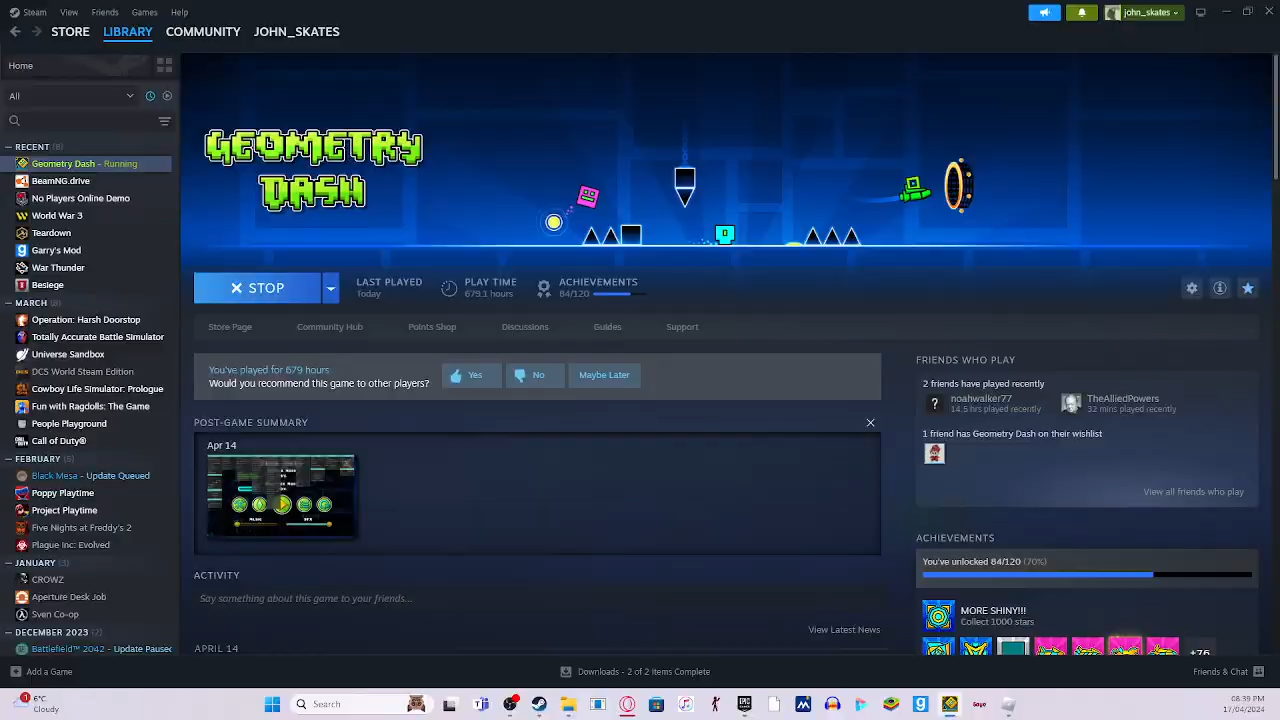 Steam View Friends Games Help
john_skates
STORE LIBRARY COMMUNITY JOHN_SKATES
Home
All
RECENT (8)
Geometry Dash - Running
BeamNG.drive
No Players Online Demo
World War 3
Teardown
Garry's Mod
War Thunder
Besiege
MARCH (8)
Operation: Harsh Doorstop
Totally Accurate Battle Simulator
Universe Sandbox
DCS World Steam Edition
Cowboy Life Simulator: Prologue
Fun with Ragdolls: The Game
People Playground
Call of Duty®
FEBRUARY (5)
Black Mesa - Update Queued
Poppy Playtime
Project Playtime
Five Nights at Freddy's 2
Plague Inc: Evolved
JANUARY (3)
CROWZ
Aperture Desk Job
Sven Co-op
DECEMBER 2023 (2)
Battlefield™ 2042 - Update Paused
GEOMETRY
DASH
STOP
LAST PLAYED
Today
PLAY TIME
679.1 hours
ACHIEVEMENTS
84/120
Store Page Community Hub Points Shop Discussions Guides Support
You've played for 679 hours
Would you recommend this game to other players?
Yes No Maybe Later
POST-GAME SUMMARY
Apr 14
ACTIVITY
Say something about this game to your friends...
View Latest News
APRIL 14
FRIENDS WHO PLAY
2 friends have played recently
noahwalker77
14.5 hrs played recently
TheAlliedPowers
32 mins played recently
1 friend has Geometry Dash on their wishlist
View all friends who play
ACHIEVEMENTS
You've unlocked 84/120 (70%)
MORE SHINY!!!
Collect 1000 stars
+76
Add a Game
Downloads - 2 of 2 Items Complete
Friends & Chat
6°C
Cloudy
Search
08:39 PM
17/04/2024